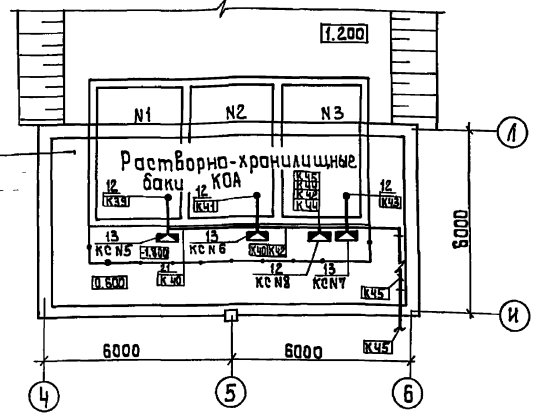 1.200
N1 N2 N3
Л
Растворно-хранилищные
баки КОА
12
К39
12
К41
К45
К40
К42
К44
12
К43
13
КС N5
-1.800
13
КС N6
К40 К42
12
КС N8
13
КС N7
0.600
21
К40
К45
6000
И
К45
6000 6000
4 5 6